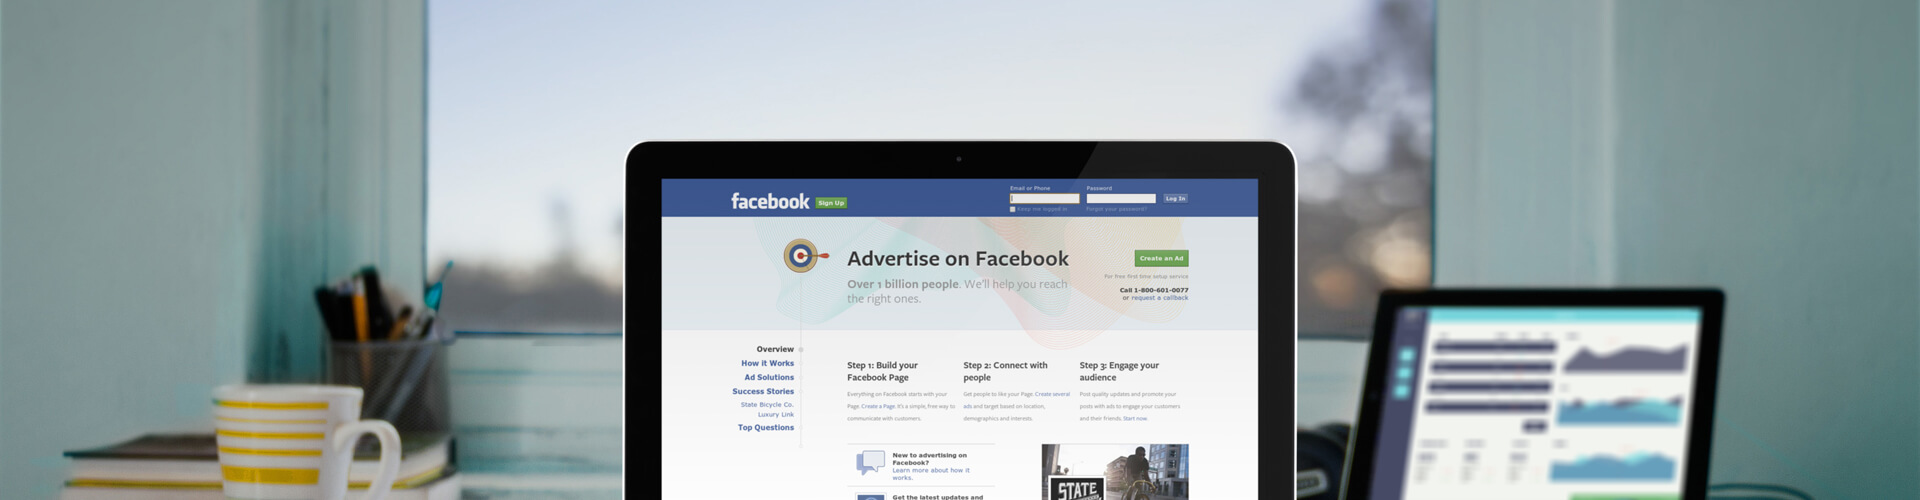 facebook
Sign Up
Email or Phone
Password
Log In
Keep me logged in
Forgot your password?
Advertise on Facebook
Over 1 billion people. We'll help you reach
the right ones.
Create an Ad
For free first time setup service
Call 1-800-601-0077
or request a callback
Overview
How it Works
Ad Solutions
Success Stories
State Bicycle Co.
Luxury Link
Top Questions
Step 1: Build your
Facebook Page
Everything on Facebook starts with your
Page. Create a Page. It's a simple, free way to
communicate with customers.
Step 2: Connect with
people
Get people to like your Page. Create several
ads and target based on location,
demographics and interests.
Step 3: Engage your
audience
Post quality updates and promote your
posts with ads to engage your customers
and their friends. Start now.
New to advertising on
Facebook?
Learn more about how it
works.
Get the latest updates and
STATE